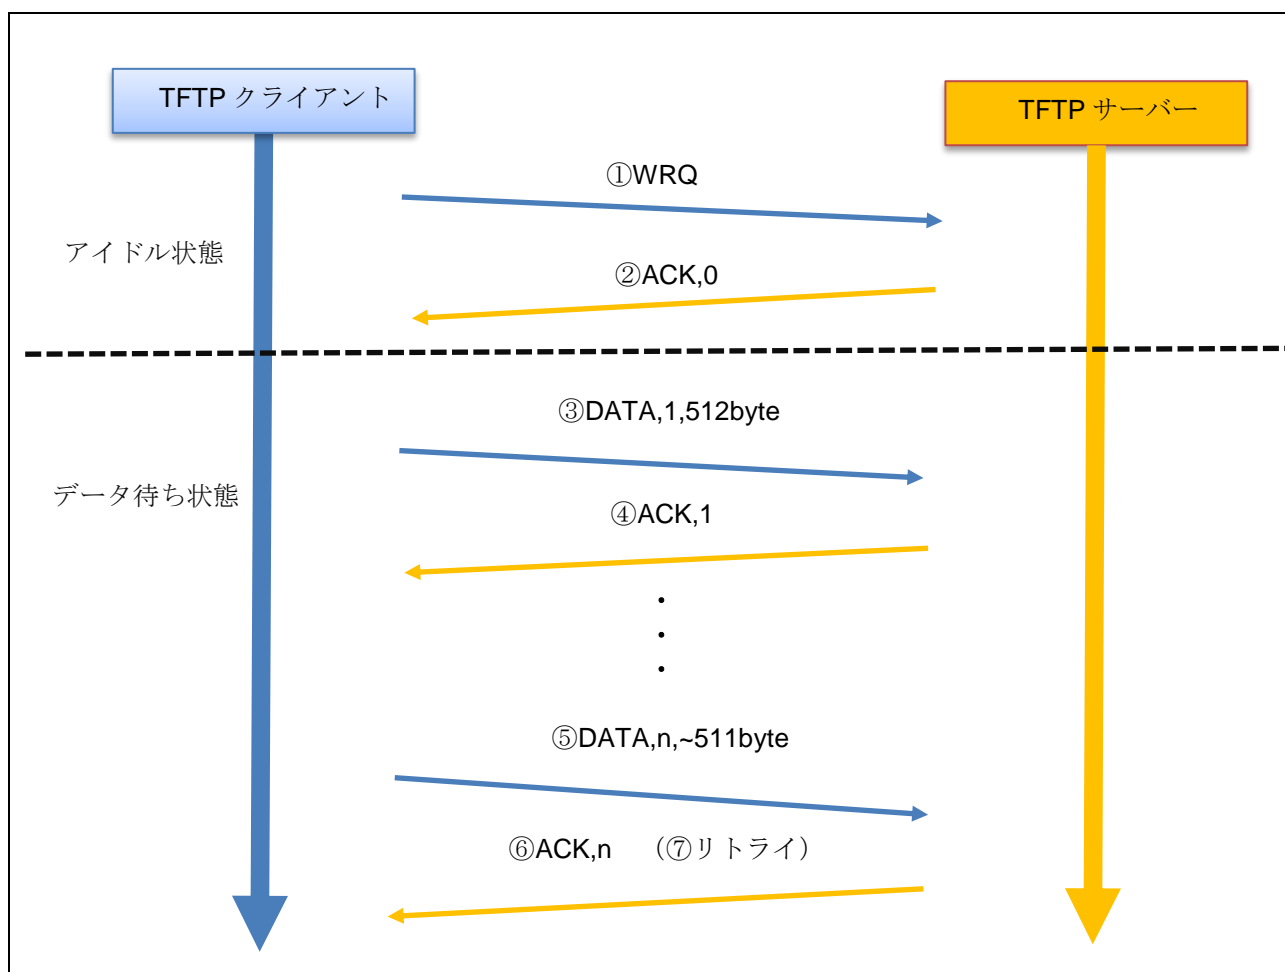 TFTP クライアント
TFTP サーバー
①WRQ
アイドル状態
②ACK,0
③DATA,1,512byte
データ待ち状態
④ACK,1
・
・
・
⑤DATA,n,~511byte
⑥ACK,n （⑦リトライ）